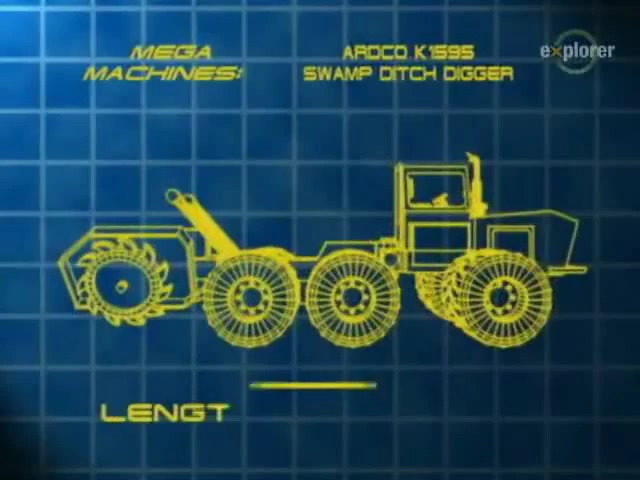 MEGA
MACHINES:
ARDCO K1595
SWAMP DITCH DIGGER
explorer
LENGT